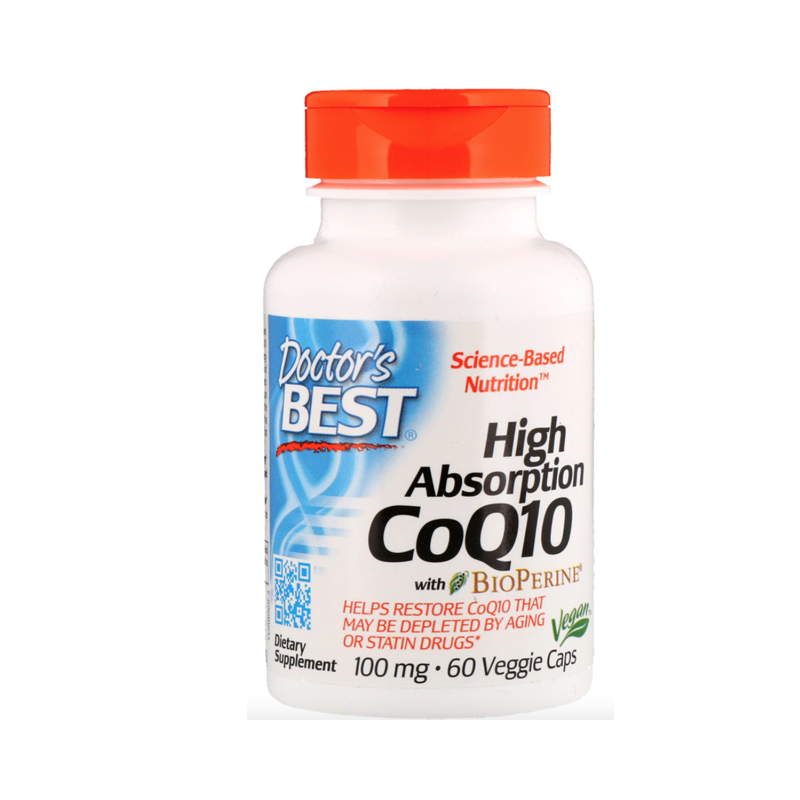 Doctor's
BEST®
Science-Based
Nutrition™
High
Absorption
CoQ10
with BIOPERINE®
HELPS RESTORE CoQ10 THAT
MAY BE DEPLETED BY AGING
OR STATIN DRUGS*
Vegan™
Dietary
Supplement
100 mg • 60 Veggie Caps